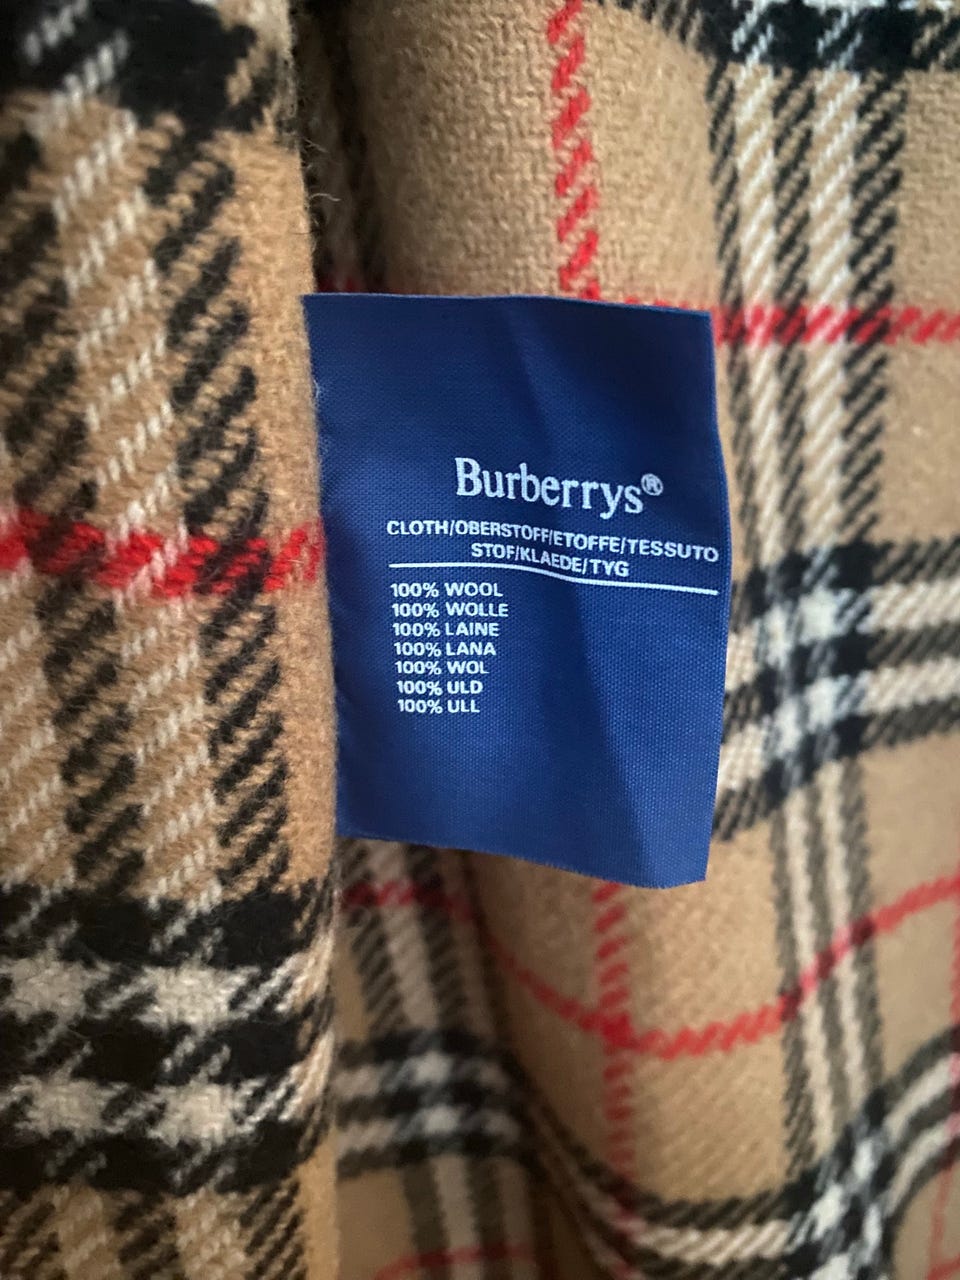 Burberrys®
CLOTH/OBERSTOFF/ETOFFE/TESSUTO
STOF/KLAEDE/TYG
100% WOOL
100% WOLLE
100% LAINE
100% LANA
100% WOL
100% ULD
100% ULL